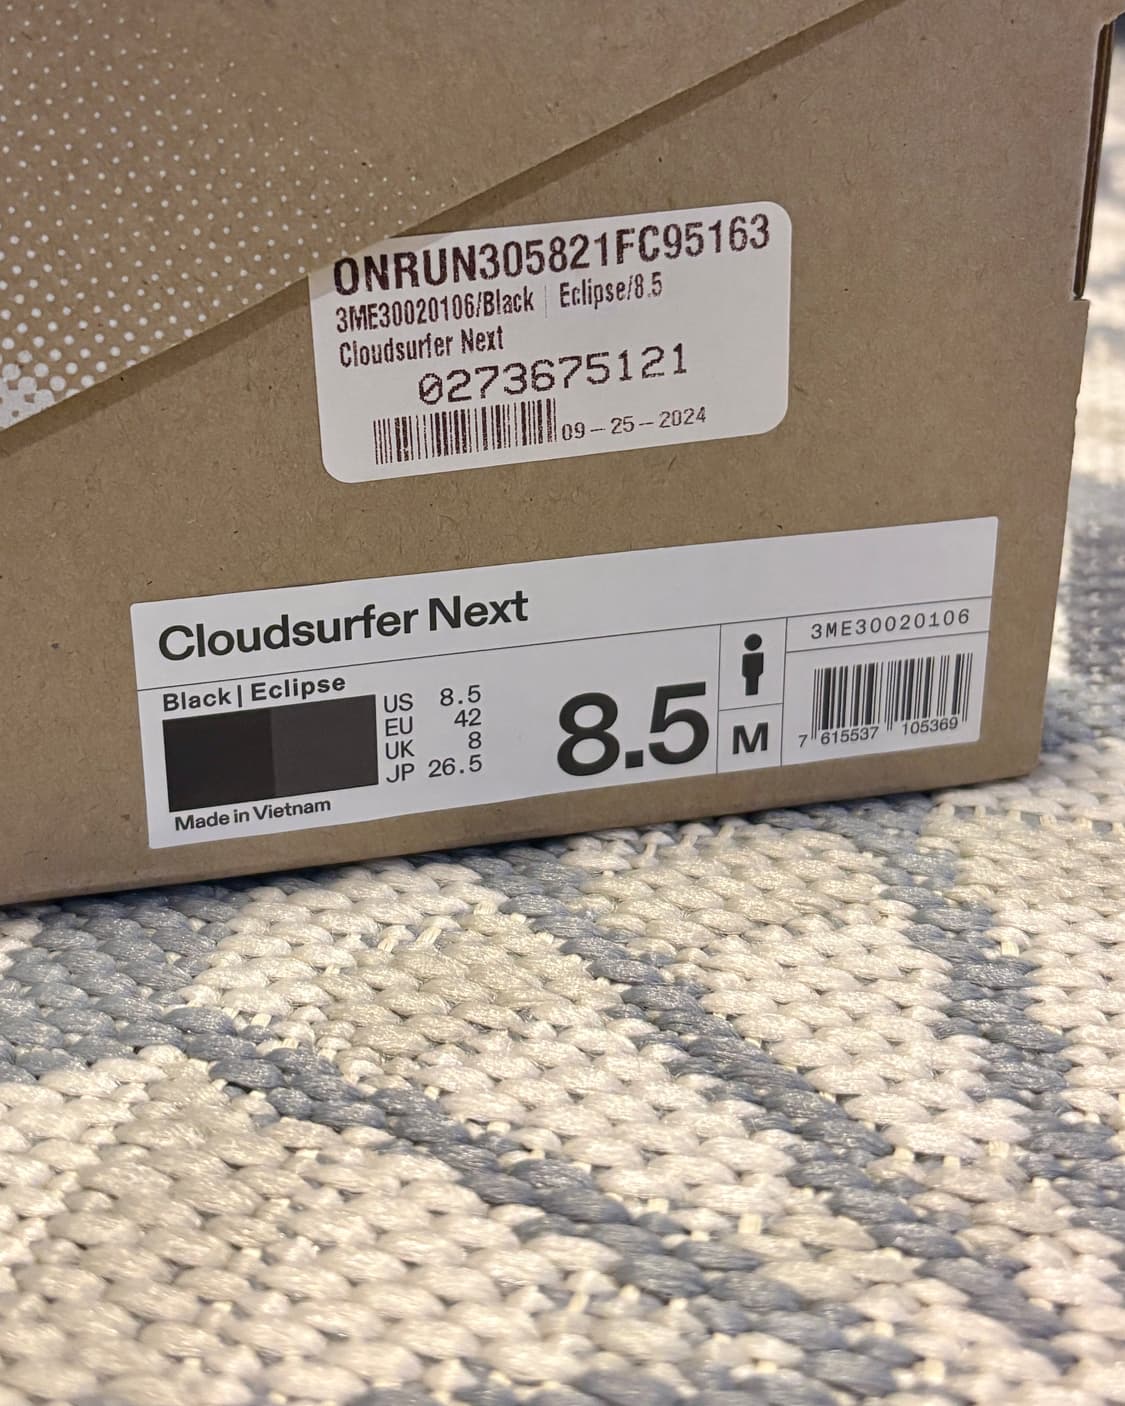 ONRUN305821FC95163
3ME30020106/Black | Eclipse/8.5
Cloudsurfer Next
0273675121
09-25-2024
Cloudsurfer Next
Black | Eclipse
US 8.5
EU 42
UK 8
JP 26.5
Made in Vietnam
8.5
M
3ME30020106
7 615537 105369